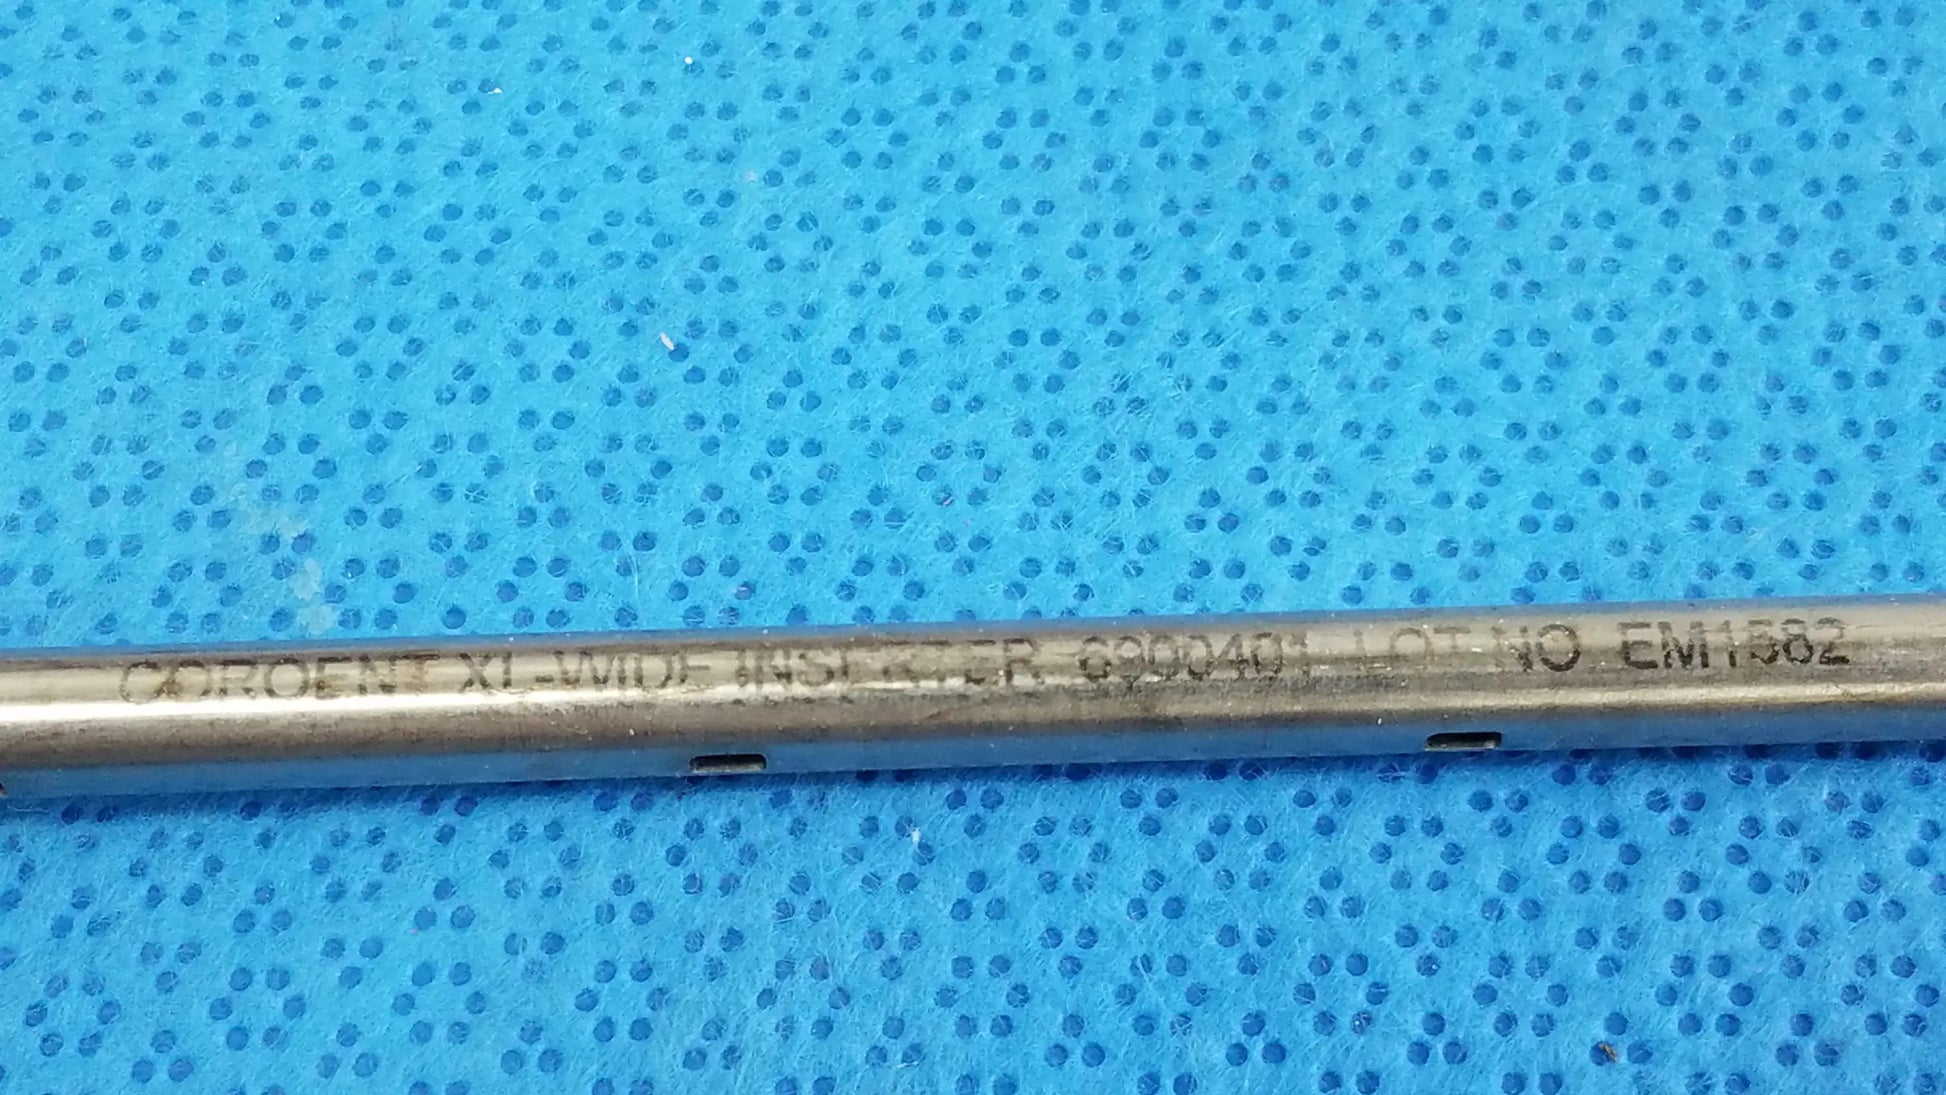 COROENT XL-WIDE INSERTER 6900401 LOT NO EM1582